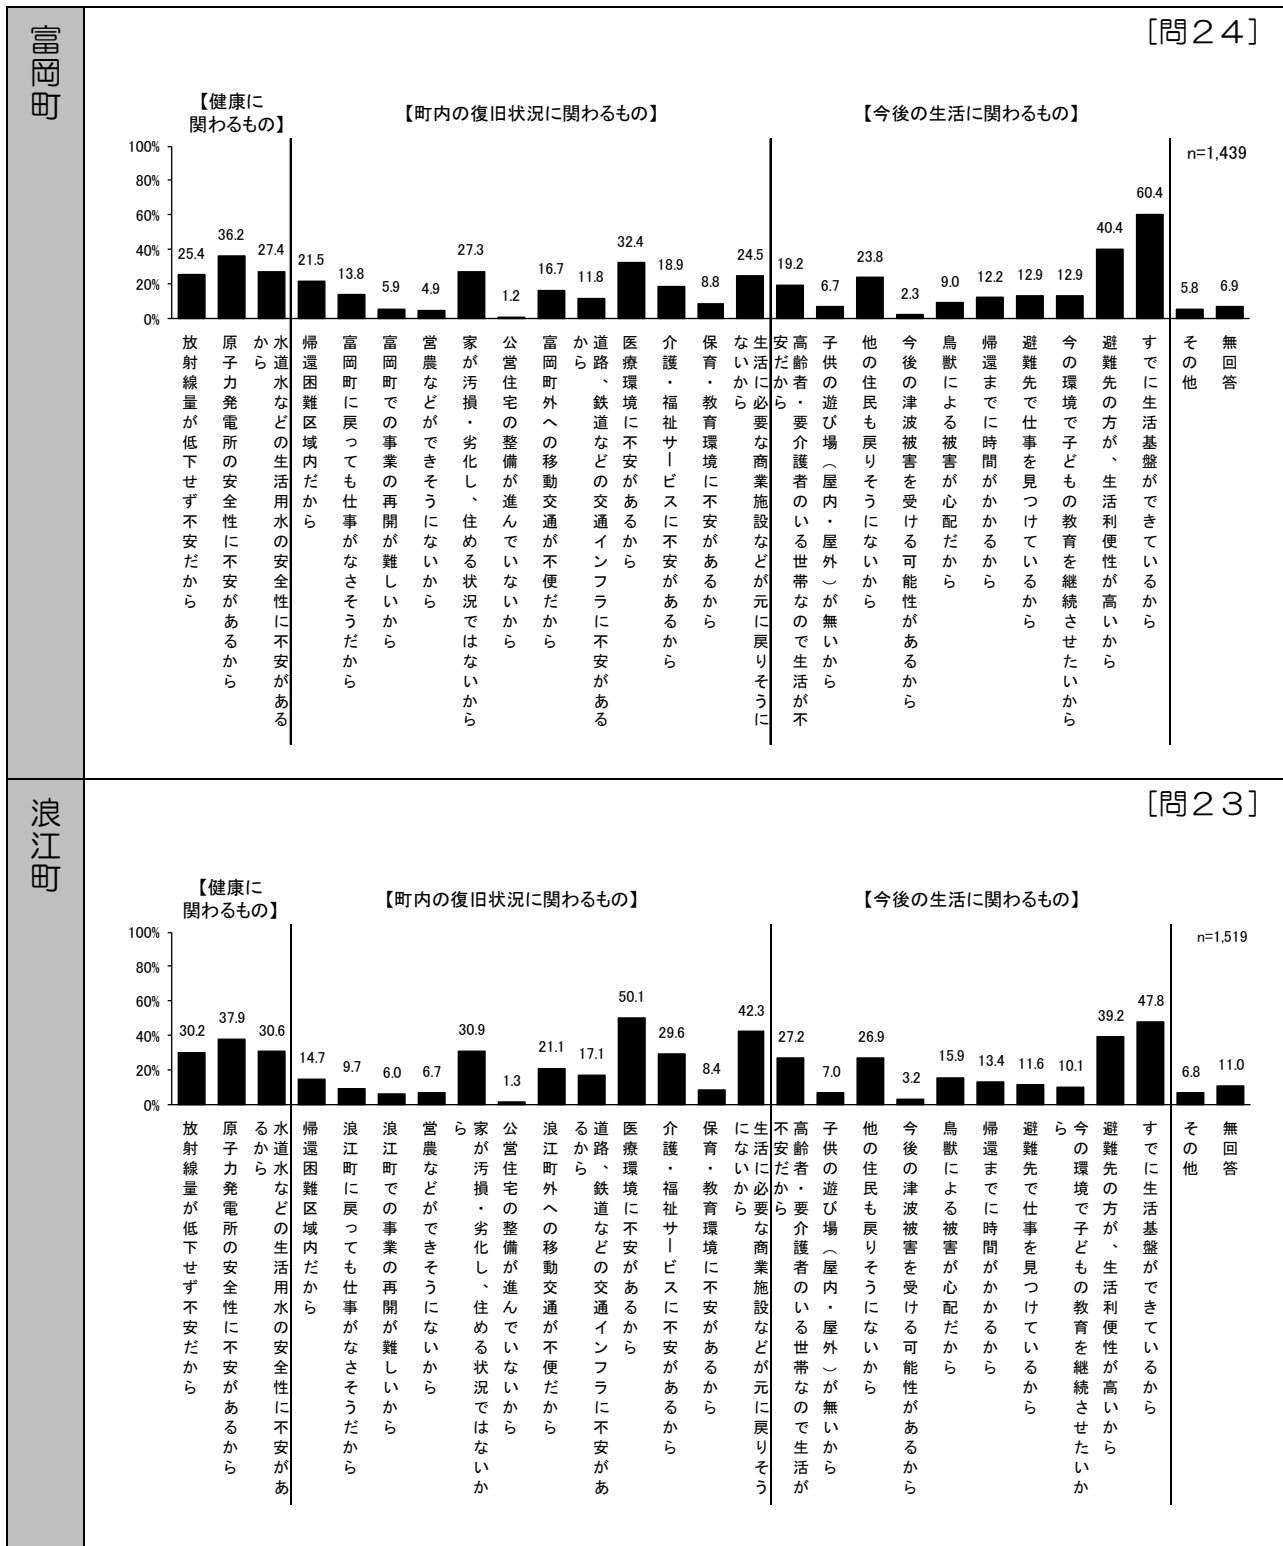 富岡町
[問24]
【健康に
関わるもの】
【町内の復旧状況に関わるもの】
【今後の生活に関わるもの】
n=1,439
100%
80%
60%
40%
20%
0%
25.4
36.2
27.4
21.5
13.8
5.9
4.9
27.3
1.2
16.7
11.8
32.4
18.9
8.8
24.5
19.2
6.7
23.8
2.3
9.0
12.2
12.9
12.9
40.4
60.4
5.8
6.9
放射線量が低下せず不安だから
原子力発電所の安全性に不安があるから
水道水などの生活用水の安全性に不安がある
から
帰還困難区域内だから
富岡町に戻っても仕事がなさそうだから
富岡町での事業の再開が難しいから
営農などができそうにないから
家が汚損・劣化し、住める状況ではないから
公営住宅の整備が進んでいないから
富岡町外への移動交通が不便だから
道路、鉄道などの交通インフラに不安がある
から
医療環境に不安があるから
介護・福祉サービスに不安があるから
保育・教育環境に不安があるから
生活に必要な商業施設などが元に戻りそうに
ないから
高齢者・要介護者のいる世帯なので生活が不
安だから
子供の遊び場（屋内・屋外）が無いから
他の住民も戻りそうにないから
今後の津波被害を受ける可能性があるから
鳥獣による被害が心配だから
帰還までに時間がかかるから
避難先で仕事を見つけているから
今の環境で子どもの教育を継続させたいから
避難先の方が、生活利便性が高いから
すでに生活基盤ができているから
その他
無回答
浪江町
[問23]
【健康に
関わるもの】
【町内の復旧状況に関わるもの】
【今後の生活に関わるもの】
n=1,519
100%
80%
60%
40%
20%
0%
30.2
37.9
30.6
14.7
9.7
6.0
6.7
30.9
1.3
21.1
17.1
50.1
29.6
8.4
42.3
27.2
7.0
26.9
3.2
15.9
13.4
11.6
10.1
39.2
47.8
6.8
11.0
放射線量が低下せず不安だから
原子力発電所の安全性に不安があるから
水道水などの生活用水の安全性に不安があ
るから
帰還困難区域内だから
浪江町に戻っても仕事がなさそうだから
浪江町での事業の再開が難しいから
営農などができそうにないから
家が汚損・劣化し、住める状況ではないか
ら
公営住宅の整備が進んでいないから
浪江町外への移動交通が不便だから
道路、鉄道などの交通インフラに不安があ
るから
医療環境に不安があるから
介護・福祉サービスに不安があるから
保育・教育環境に不安があるから
生活に必要な商業施設などが元に戻りそう
にないから
高齢者・要介護者のいる世帯なので生活が
不安だから
子供の遊び場（屋内・屋外）が無いから
他の住民も戻りそうにないから
今後の津波被害を受ける可能性があるから
鳥獣による被害が心配だから
帰還までに時間がかかるから
避難先で仕事を見つけているから
今の環境で子どもの教育を継続させたいか
ら
避難先の方が、生活利便性が高いから
すでに生活基盤ができているから
その他
無回答